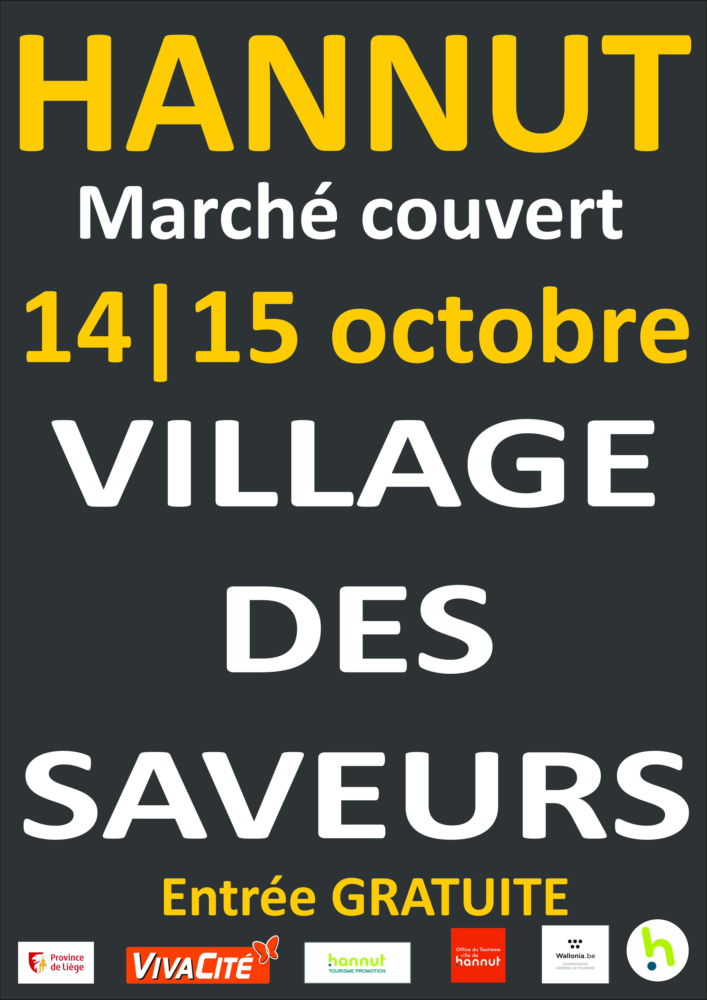 HANNUT
Marché couvert
14|15 octobre
VILLAGE
DES
SAVEURS
Entrée GRATUITE
Province
de Liège
VIVACITÉ
hannut
TOURISME PROMOTION
Office du Tourisme
ville de
hannut
Wallonia.be
COMMISSARIAT
GÉNÉRAL AU TOURISME
h